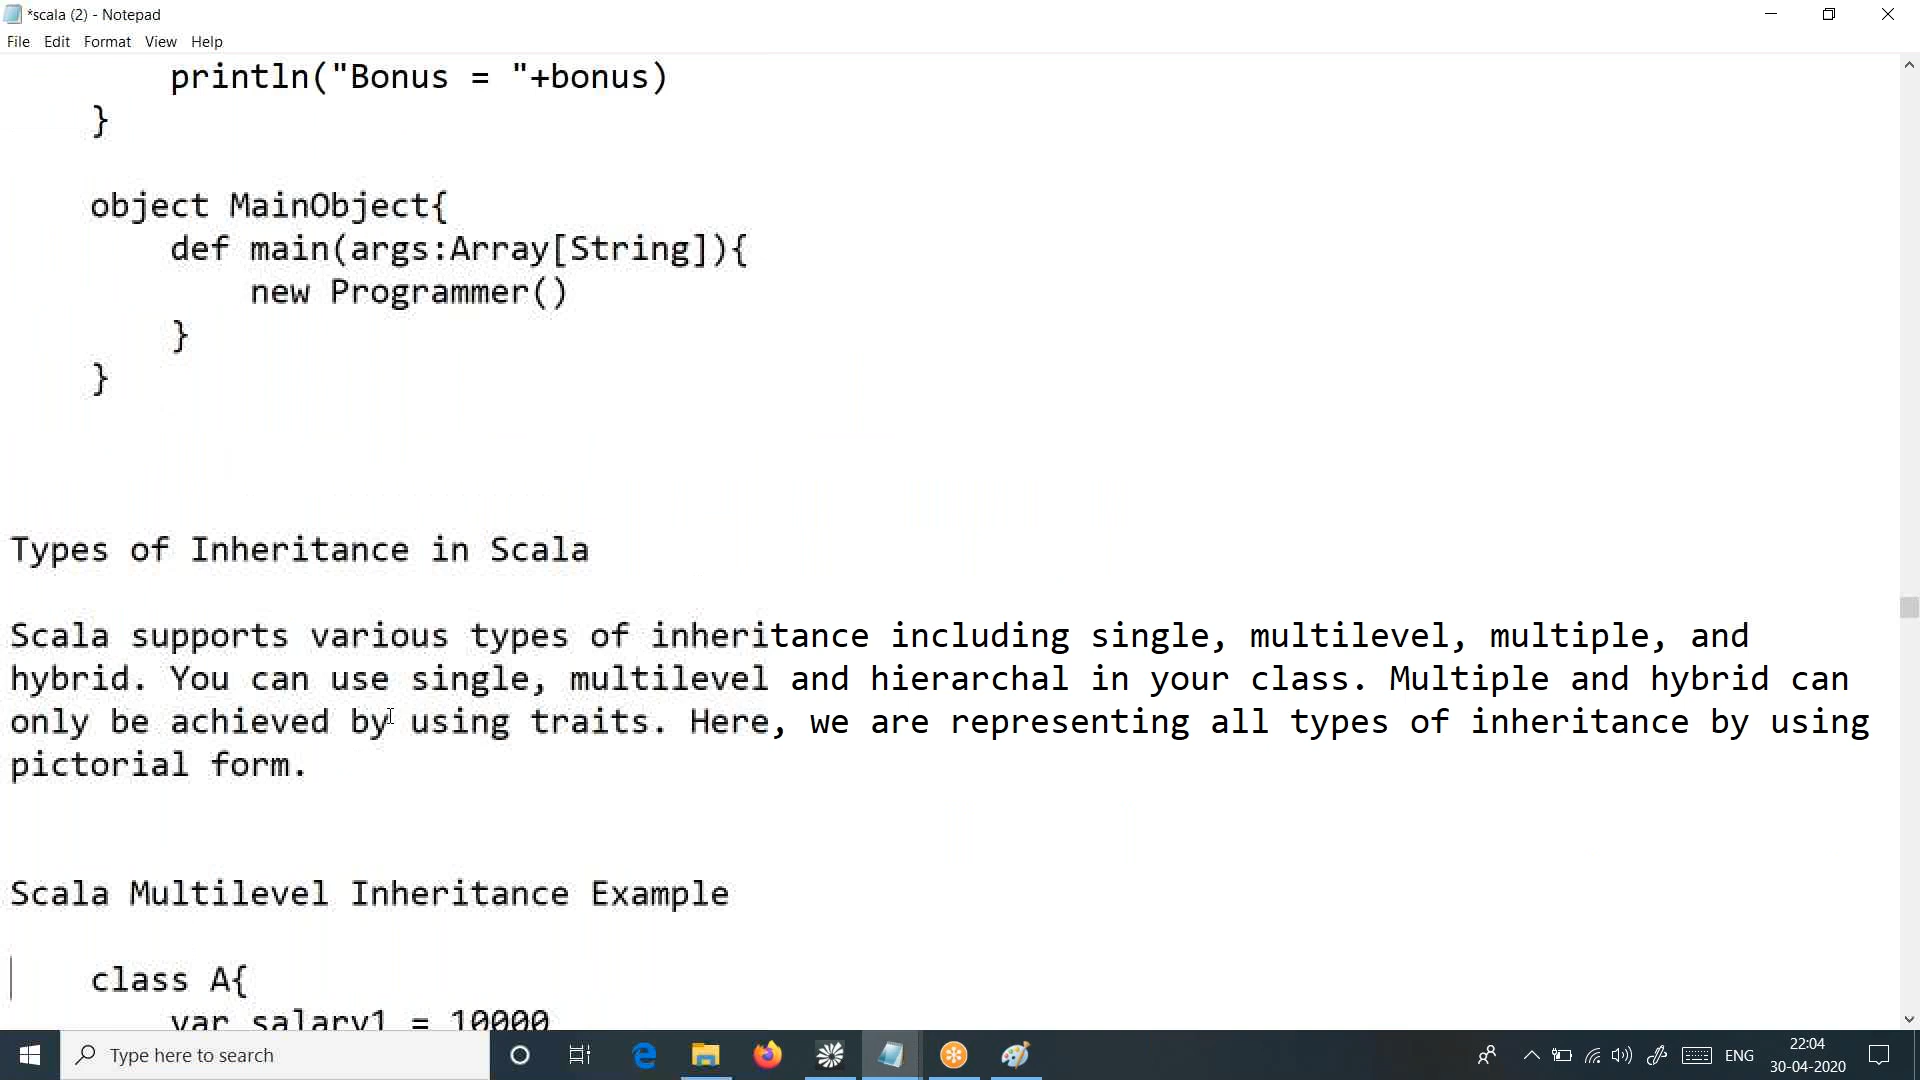 *scala (2) - Notepad
File Edit Format View Help
println("Bonus = "+bonus)
}
object MainObject{
def main(args:Array[String]){
new Programmer()
}
}
Types of Inheritance in Scala
Scala supports various types of inheritance including single, multilevel, multiple, and
hybrid. You can use single, multilevel and hierarchal in your class. Multiple and hybrid can
only be achieved by using traits. Here, we are representing all types of inheritance by using
pictorial form.
Scala Multilevel Inheritance Example
class A{
var salary1 = 10000
Type here to search
ENG
22:04
30-04-2020